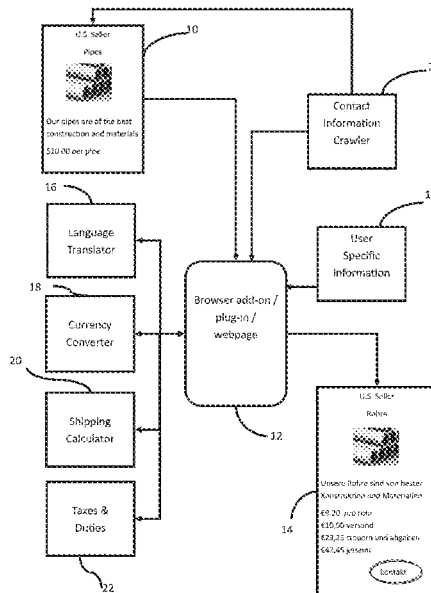 10
U.S. Seller
Pipes
Our pipes are of the best
construction and materials
$10.00 per pipe
Contact
Information
Crawler
16
Language
Translator
User
Specific
Information
18
Currency
Converter
Browser add-on /
plug-in /
webpage
20
Shipping
Calculator
12
Taxes &
Duties
22
U.S. Seller
Rohre
14
Unsere Rohre sind von bester
Konstruktion und Materialien
€9.20 pro rohr
€10,00 versand
€23,25 steuern und abgaben
€42,45 gesamt
kontakt